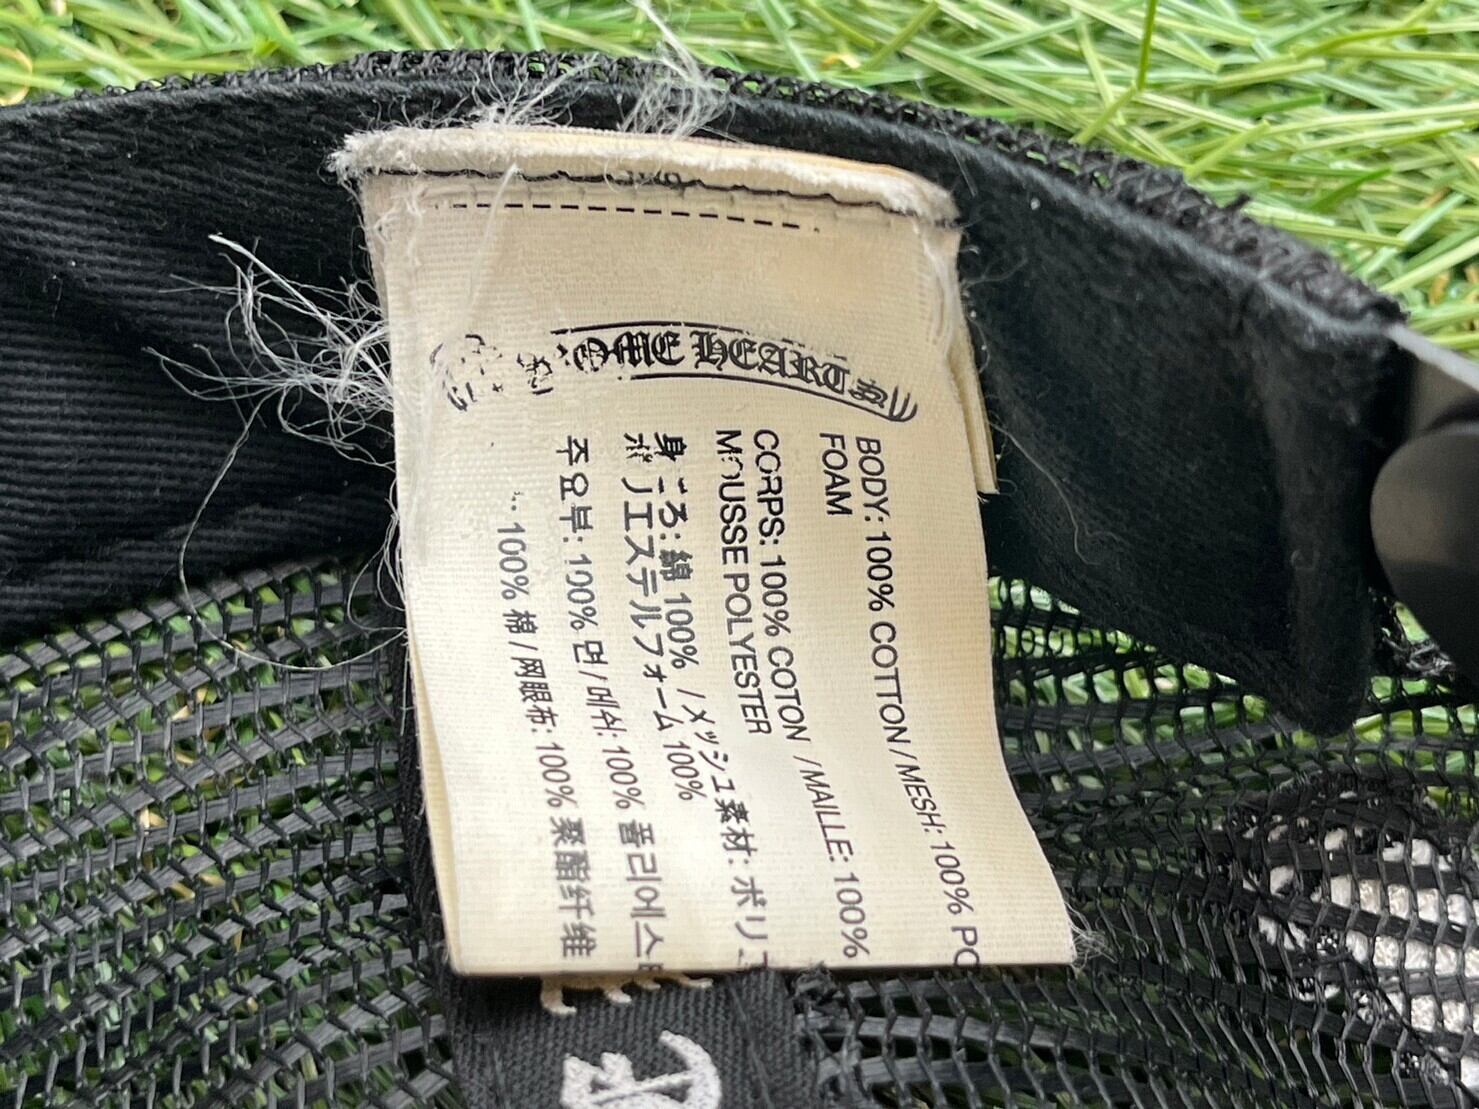 HEARTS
BODY: 100% COTTON / MESH: 100% PO
FOAM
CORPS: 100% COTON / MAILLE: 100%
MOUSSE POLYESTER
身ごろ: 綿 100% / メッシュ素材: ポリエ
ポリエステルフォーム 100%
주요부: 100% 면 / 메쉬: 100% 폴리에스
100% 棉 / 网眼布: 100% 聚酯纤维